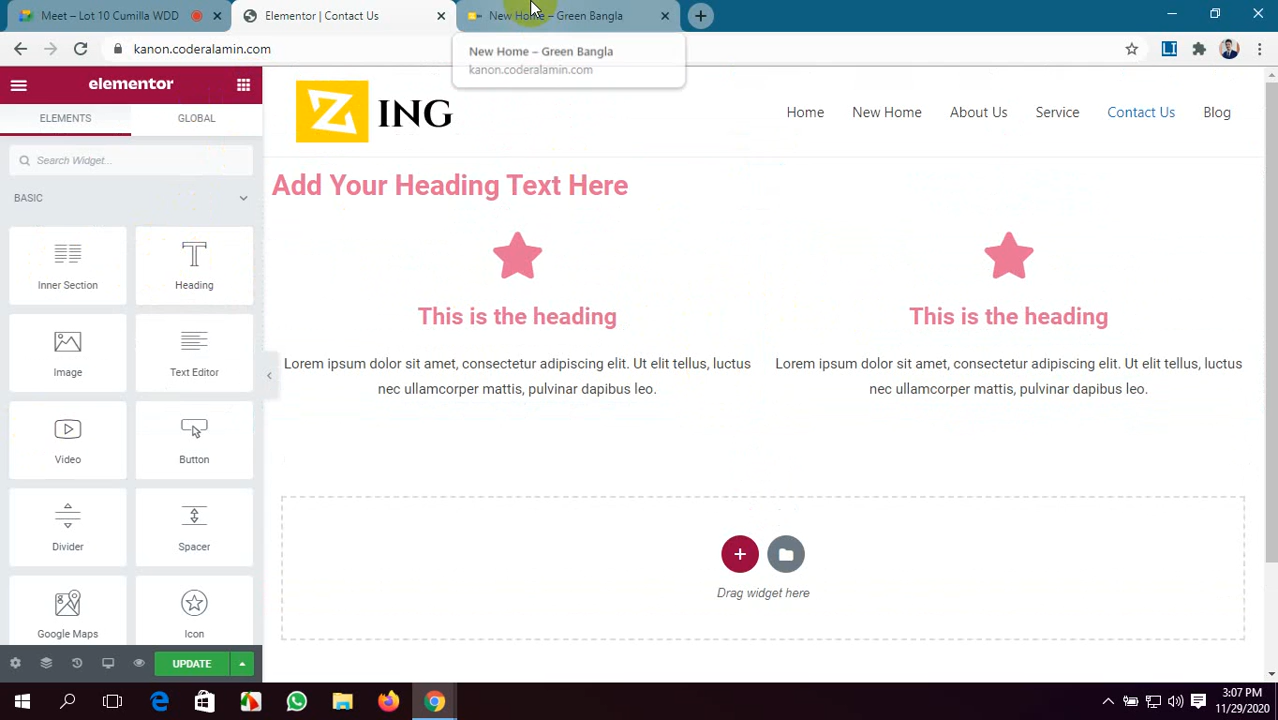 Meet – Lot 10 Cumilla WDD
Elementor | Contact Us
New Home – Green Bangla
kanon.coderalamin.com
New Home – Green Bangla
kanon.coderalamin.com
elementor
ELEMENTS
GLOBAL
Search Widget...
BASIC
Inner Section
Heading
Image
Text Editor
Video
Button
Divider
Spacer
Google Maps
Icon
UPDATE
Z ING
Home
New Home
About Us
Service
Contact Us
Blog
Add Your Heading Text Here
This is the heading
Lorem ipsum dolor sit amet, consectetur adipiscing elit. Ut elit tellus, luctus
nec ullamcorper mattis, pulvinar dapibus leo.
This is the heading
Lorem ipsum dolor sit amet, consectetur adipiscing elit. Ut elit tellus, luctus
nec ullamcorper mattis, pulvinar dapibus leo.
Drag widget here
3:07 PM
11/29/2020